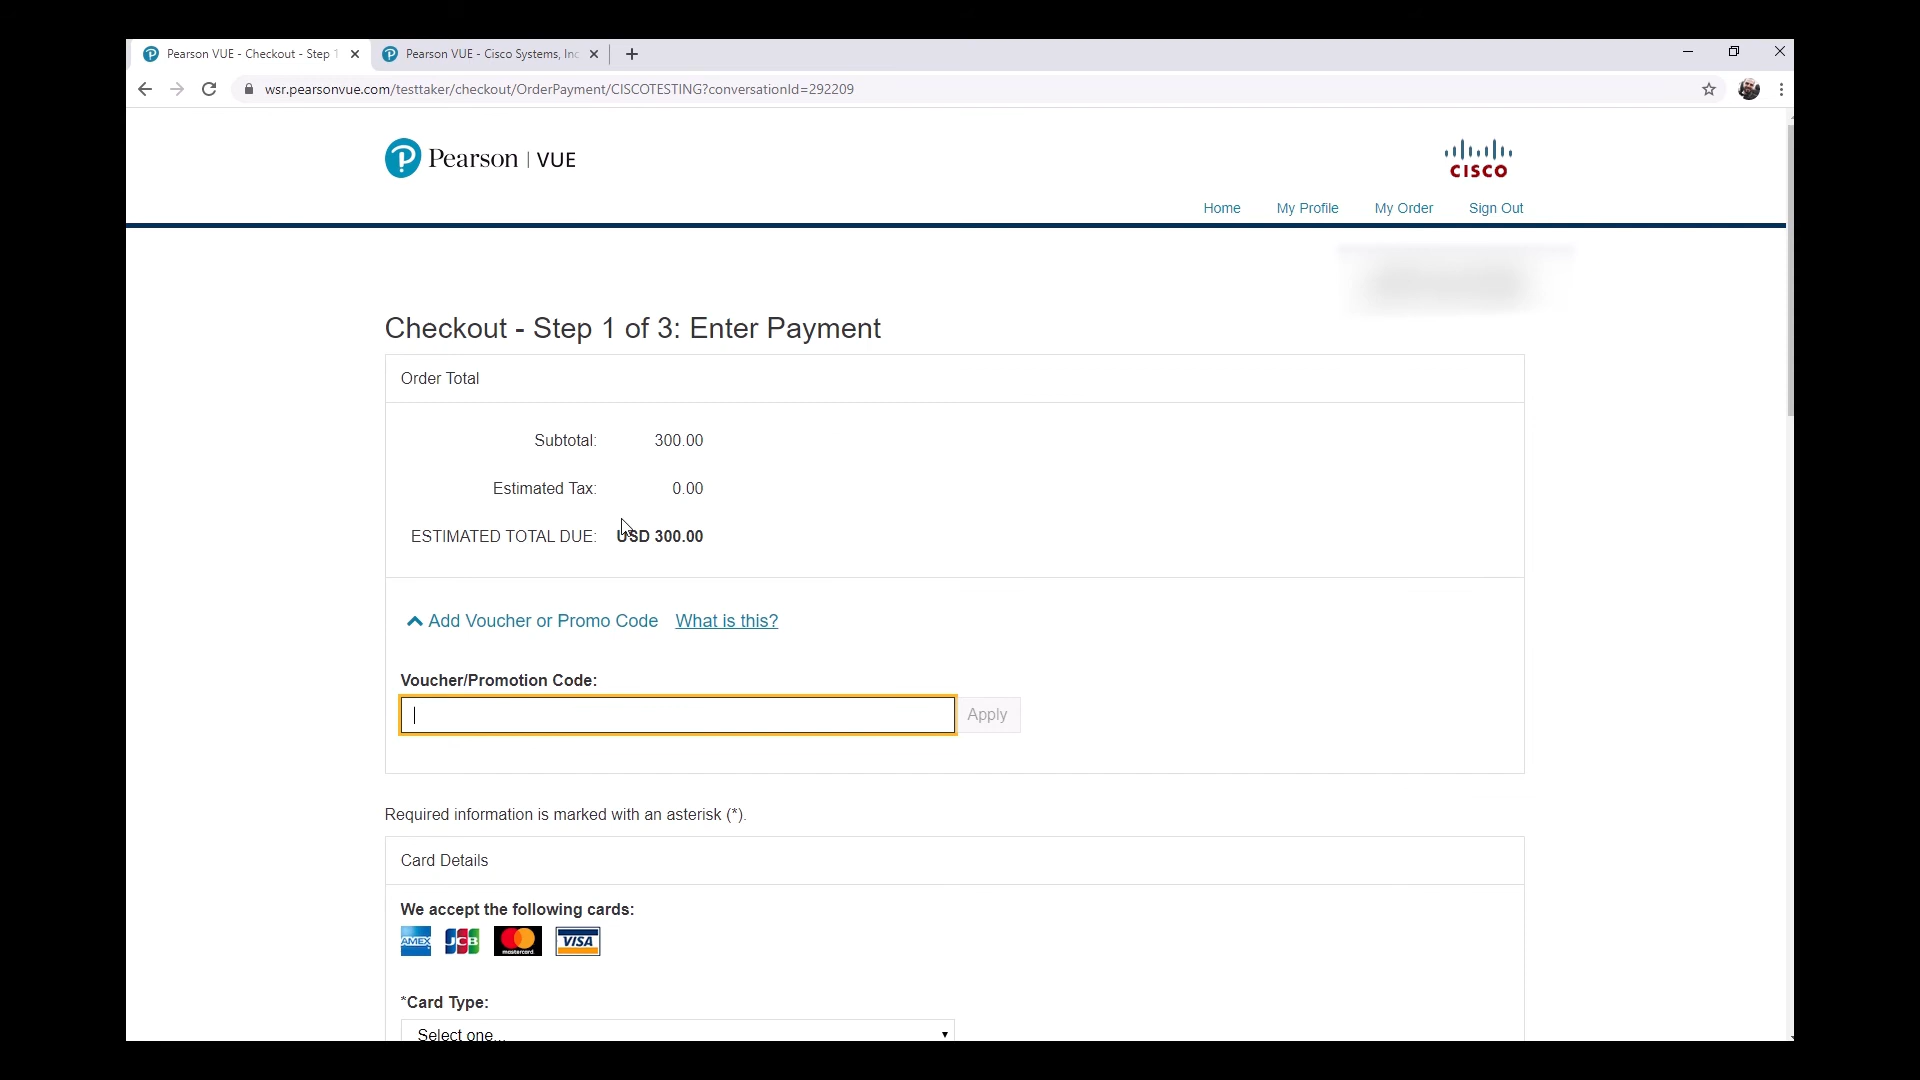 Pearson VUE - Checkout - Step 1
Pearson VUE - Cisco Systems, Inc
wsr.pearsonvue.com/testtaker/checkout/OrderPayment/CISCOTESTING?conversationId=292209
Pearson | VUE
CISCO
Home My Profile My Order Sign Out
Checkout - Step 1 of 3: Enter Payment
Order Total
Subtotal: 300.00
Estimated Tax: 0.00
ESTIMATED TOTAL DUE: USD 300.00
Add Voucher or Promo Code What is this?
Voucher/Promotion Code:
Apply
Required information is marked with an asterisk (*).
Card Details
We accept the following cards:
AMEX JCB mastercard VISA
*Card Type:
Select one...